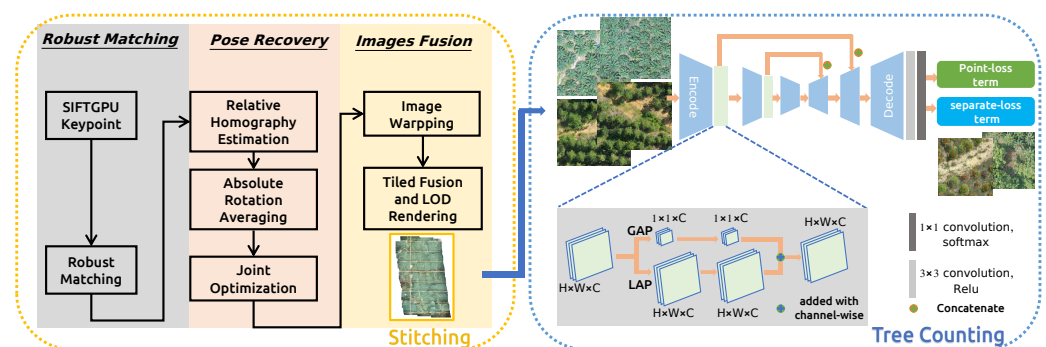 Robust Matching
Pose Recovery
Images Fusion
SIFTGPU
Keypoint
Robust
Matching
Relative
Homography
Estimation
Absolute
Rotation
Averaging
Joint
Optimization
Image
Warpping
Tiled Fusion
and LOD
Rendering
Stitching
Encode
Decode
Point-loss
term
separate-loss
term
1×1×C
1×1×C
H×W×C
GAP
LAP
H×W×C
H×W×C
H×W×C
added with
channel-wise
1×1 convolution,
softmax
3×3 convolution,
Relu
Concatenate
Tree Counting